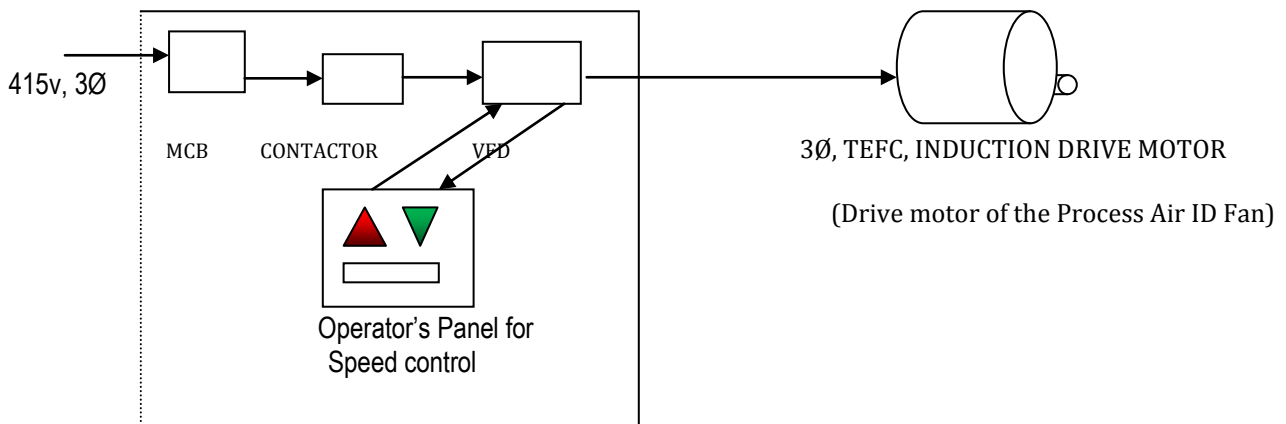 415v, 3Ø
MCB
CONTACTOR
VFD
3Ø, TEFC, INDUCTION DRIVE MOTOR
(Drive motor of the Process Air ID Fan)
Operator's Panel for
Speed control